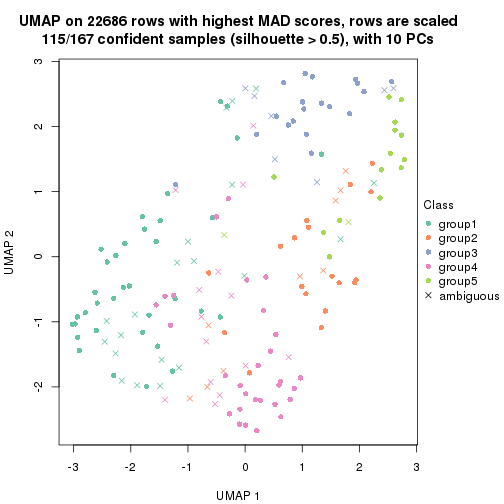 UMAP on 22686 rows with highest MAD scores, rows are scaled
115/167 confident samples (silhouette > 0.5), with 10 PCs
3
2
1
0
-1
-2
UMAP 2
-3
-2
-1
0
1
2
3
UMAP 1
Class
group1
group2
group3
group4
group5
ambiguous